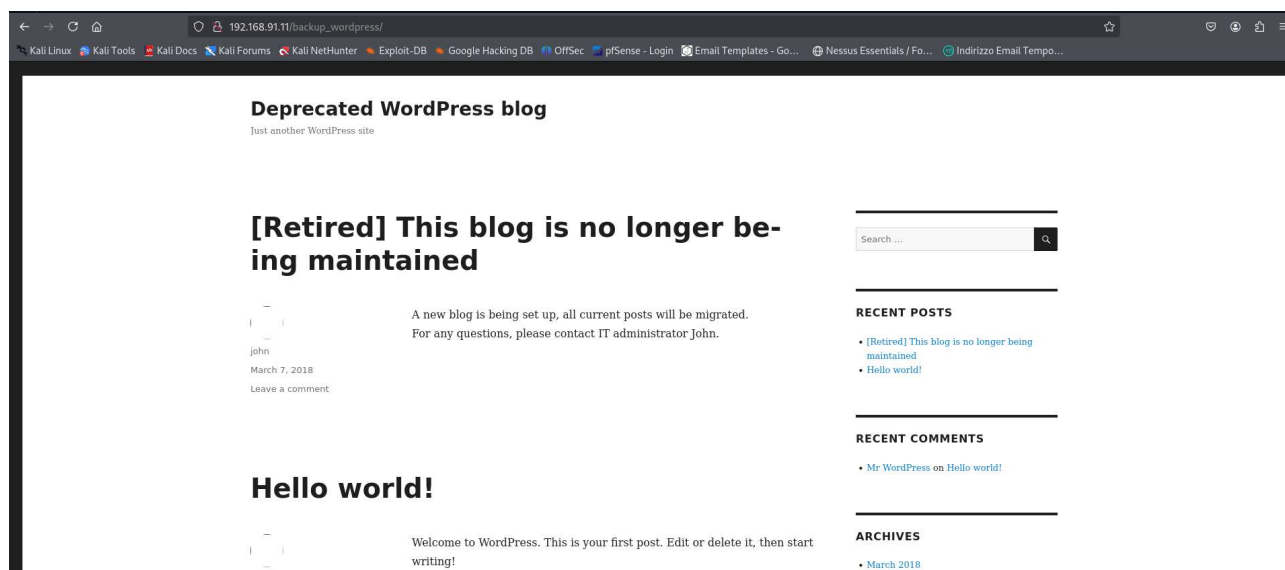 192.168.91.11/backup_wordpress/
Kali Linux Kali Tools Kali Docs Kali Forums Kali NetHunter Exploit-DB Google Hacking DB OffSec pfSense - Login Email Templates - Go... Nessus Essentials / Fo... Indirizzo Email Tempo...
Deprecated WordPress blog
Just another WordPress site
[Retired] This blog is no longer be-
ing maintained
john
March 7, 2018
Leave a comment
A new blog is being set up, all current posts will be migrated.
For any questions, please contact IT administrator John.
Hello world!
Welcome to WordPress. This is your first post. Edit or delete it, then start
writing!
Search ...
RECENT POSTS
[Retired] This blog is no longer being
maintained
Hello world!
RECENT COMMENTS
Mr WordPress on Hello world!
ARCHIVES
March 2018